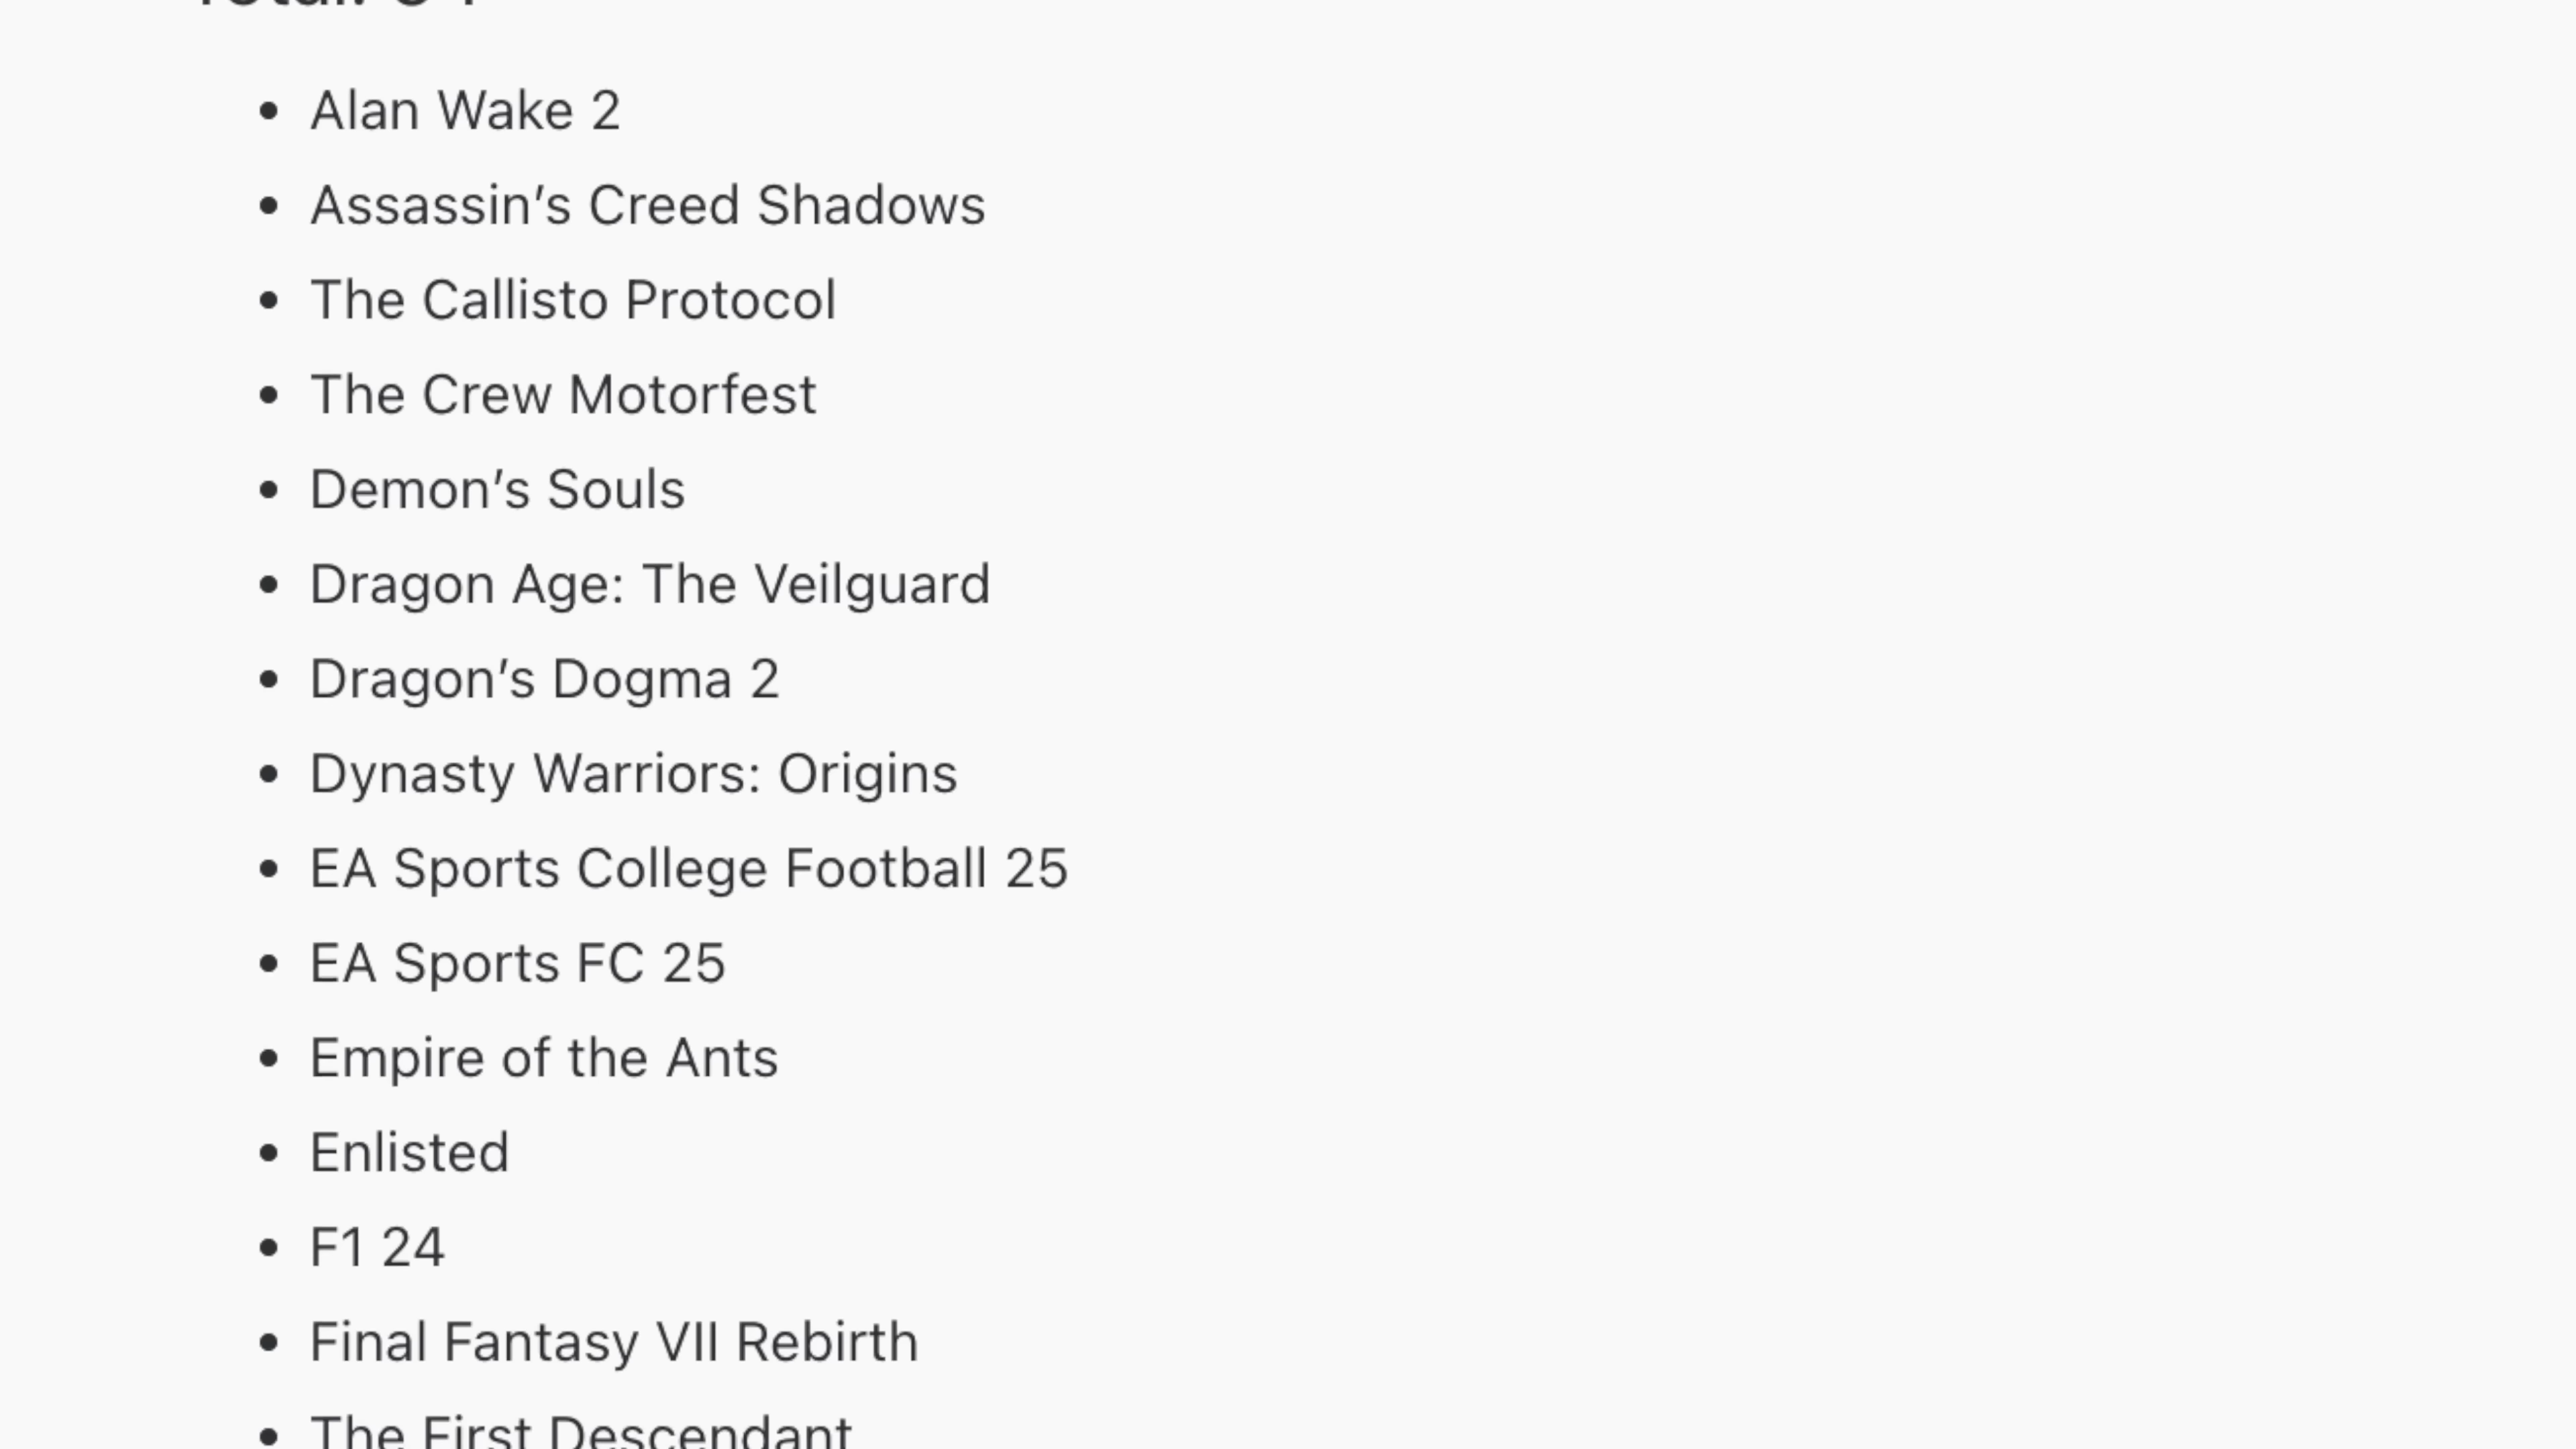 Alan Wake 2
Assassin’s Creed Shadows
The Callisto Protocol
The Crew Motorfest
Demon’s Souls
Dragon Age: The Veilguard
Dragon’s Dogma 2
Dynasty Warriors: Origins
EA Sports College Football 25
EA Sports FC 25
Empire of the Ants
Enlisted
F1 24
Final Fantasy VII Rebirth
The First Descendant